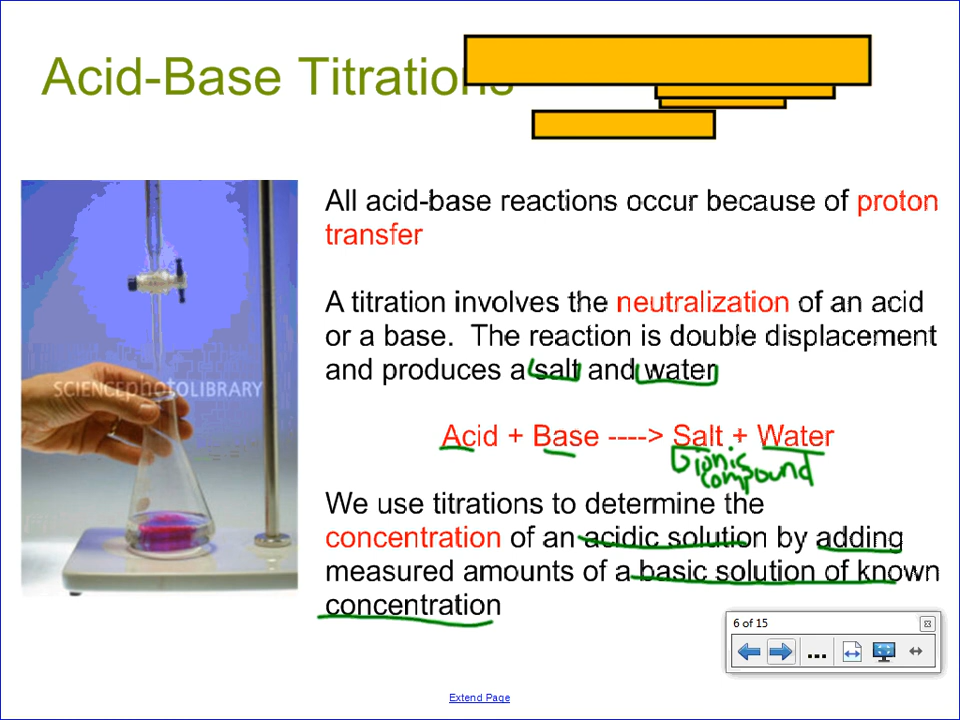 Acid-Base Titrations
All acid-base reactions occur because of proton
transfer
A titration involves the neutralization of an acid
or a base. The reaction is double displacement
and produces a salt and water
SCIENCEphotoLIBRARY
Acid + Base ----> Salt + Water
ionic
compound
We use titrations to determine the
concentration of an acidic solution by adding
measured amounts of a basic solution of known
concentration
6 of 15
...
Extend Page